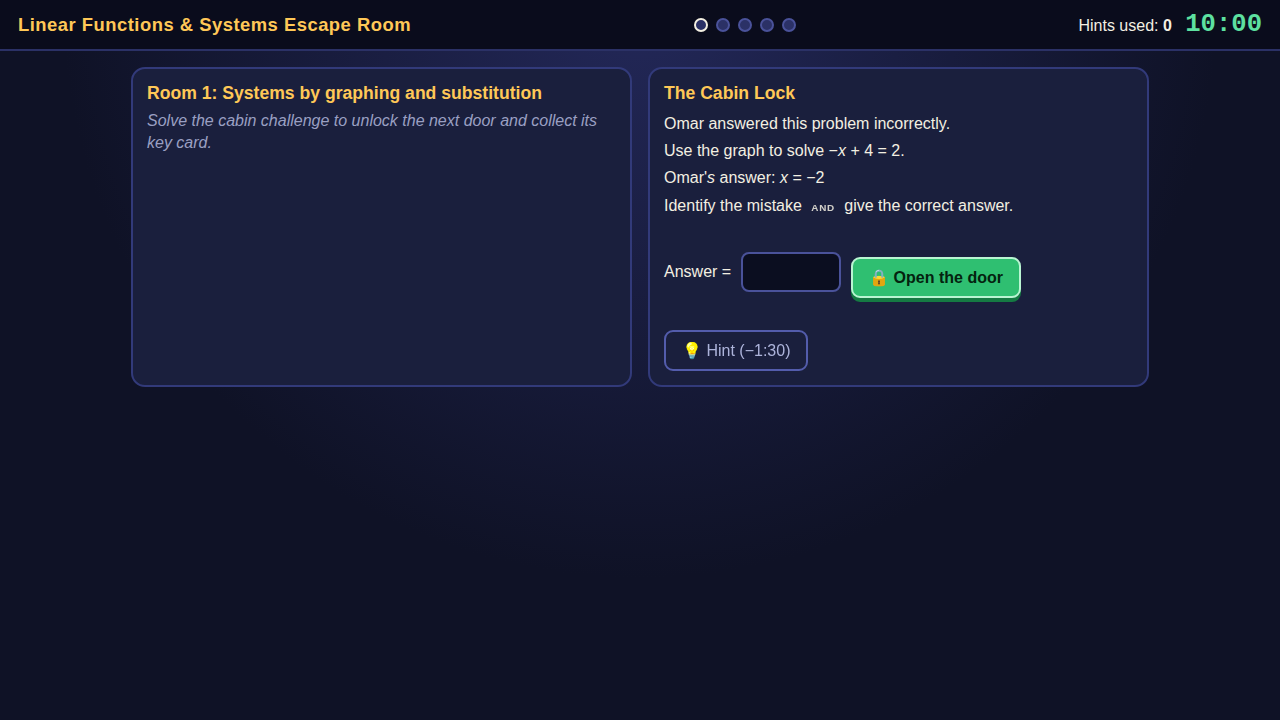 Linear Functions & Systems Escape Room
Hints used: 0 10:00
Room 1: Systems by graphing and substitution
Solve the cabin challenge to unlock the next door and collect its
key card.
The Cabin Lock
Omar answered this problem incorrectly.
Use the graph to solve −x + 4 = 2.
Omar's answer: x = −2
Identify the mistake AND give the correct answer.
Answer =
🔒 Open the door
💡 Hint (−1:30)